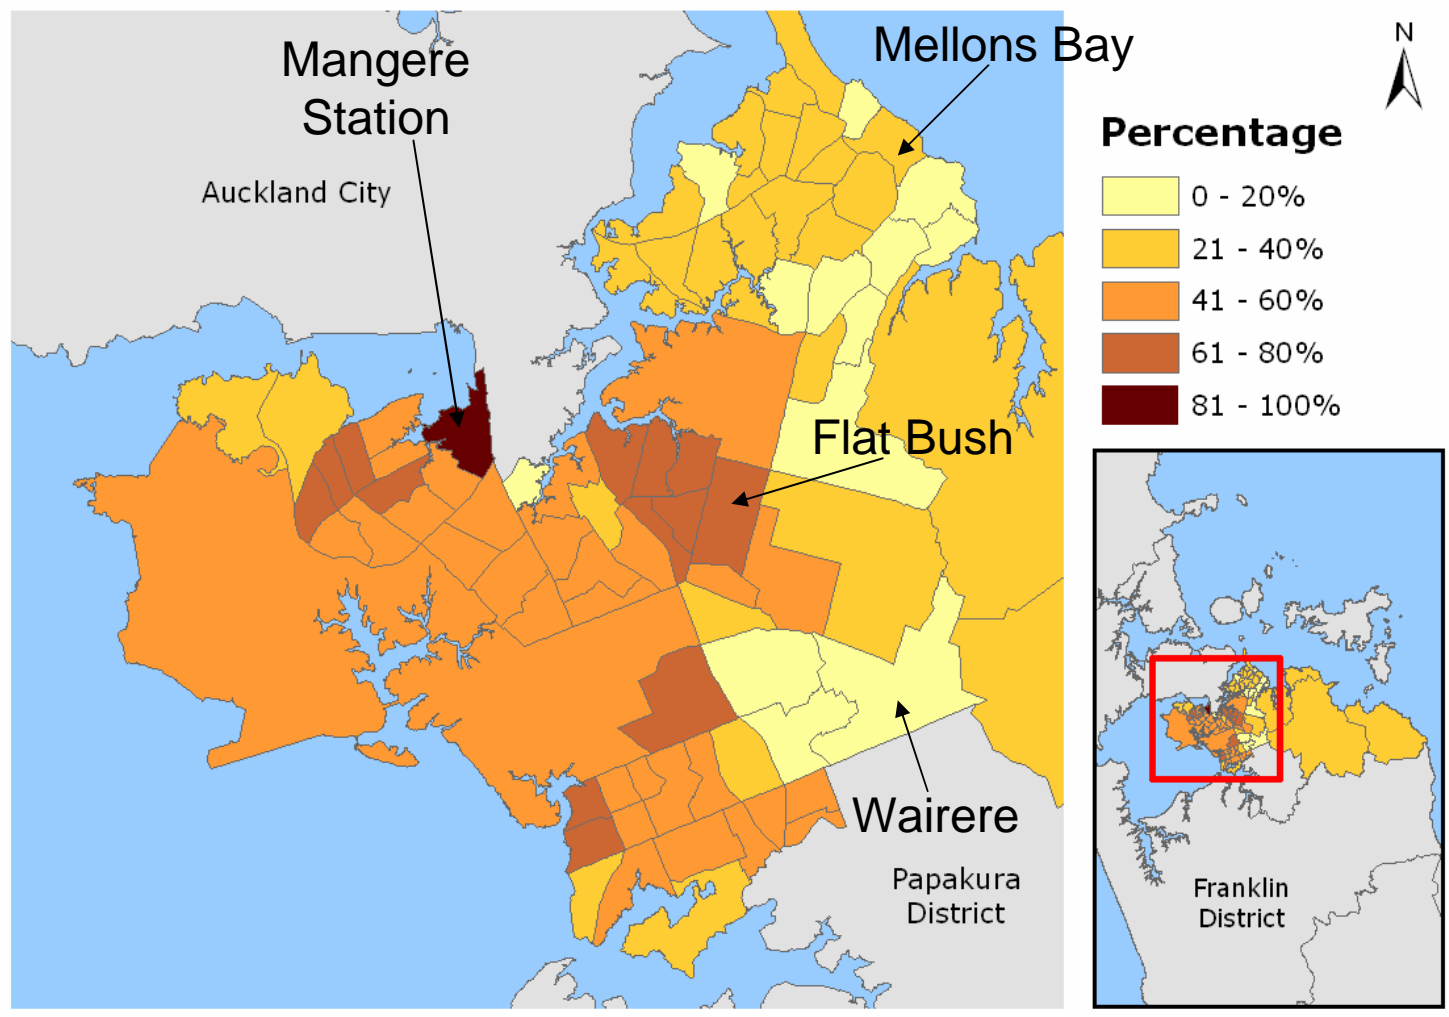 Mangere
Station
Mellons Bay
Auckland City
Flat Bush
Wairere
Papakura
District
N
Percentage
0 - 20%
21 - 40%
41 - 60%
61 - 80%
81 - 100%
Franklin
District